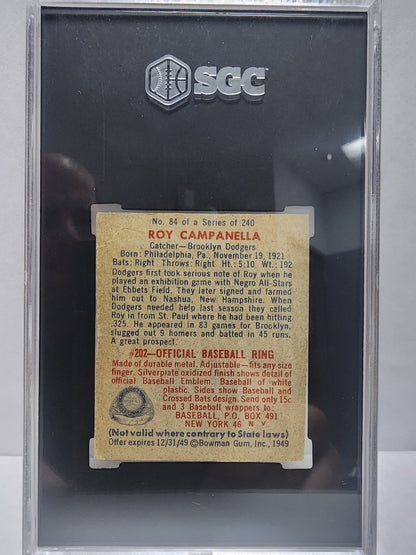 SGC
No. 84 of a Series of 240
ROY CAMPANELLA
Catcher—Brooklyn Dodgers
Born: Philadelphia, Pa., November 19, 1921
Bats: Right Throws: Right Ht.: 5:10 Wt.: 192
Dodgers first took serious note of Roy when he
played an exhibition game with Negro All-Stars
at Ebbets Field. They later signed and farmed
him out to Nashua, New Hampshire. When
Dodgers needed help last season they called
Roy in from St. Paul where he had been hitting
.325. He appeared in 83 games for Brooklyn,
slugged out 9 homers and batted in 45 runs.
A great prospect.
#202—OFFICIAL BASEBALL RING
Made of durable metal. Adjustable—fits any size
finger. Silverplate oxidized finish shows detail of
official Baseball Emblem. Baseball of white
plastic. Sides show Baseball and
Crossed Bats design. Send only 15c
and 3 Baseball wrappers to:
BASEBALL, P.O. BOX 491
NEW YORK 46 N. Y.
(Not valid where contrary to State laws)
Offer expires 12/31/49 ©Bowman Gum, Inc., 1949